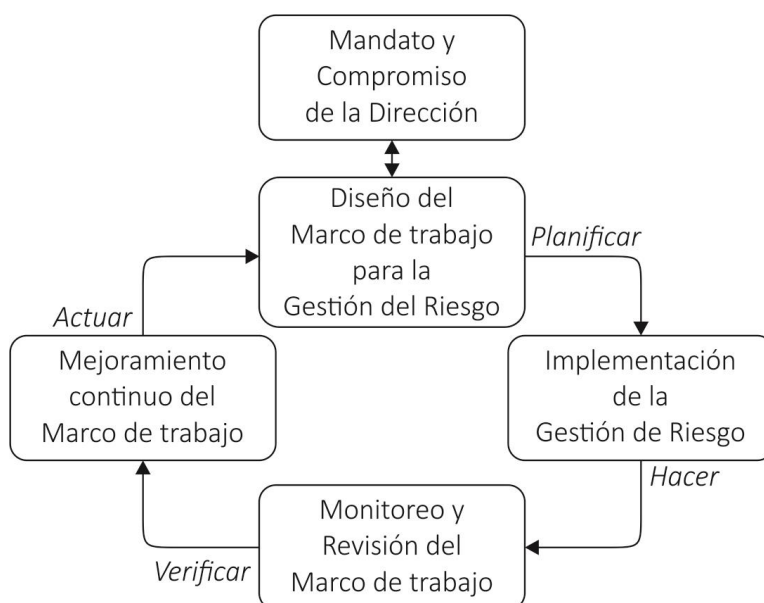 Mandato y
Compromiso
de la Dirección
Diseño del
Marco de trabajo
para la
Gestión del Riesgo
Planificar
Actuar
Mejoramiento
continuo del
Marco de trabajo
Implementación
de la
Gestión de Riesgo
Hacer
Monitoreo y
Revisión del
Marco de trabajo
Verificar